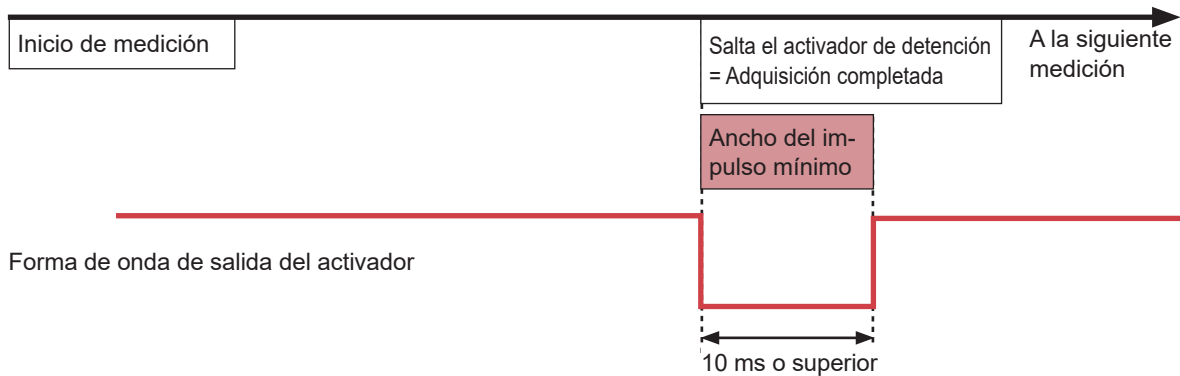 Inicio de medición
Salta el activador de detención
= Adquisición completada
A la siguiente
medición
Ancho del im-
pulso mínimo
Forma de onda de salida del activador
10 ms o superior